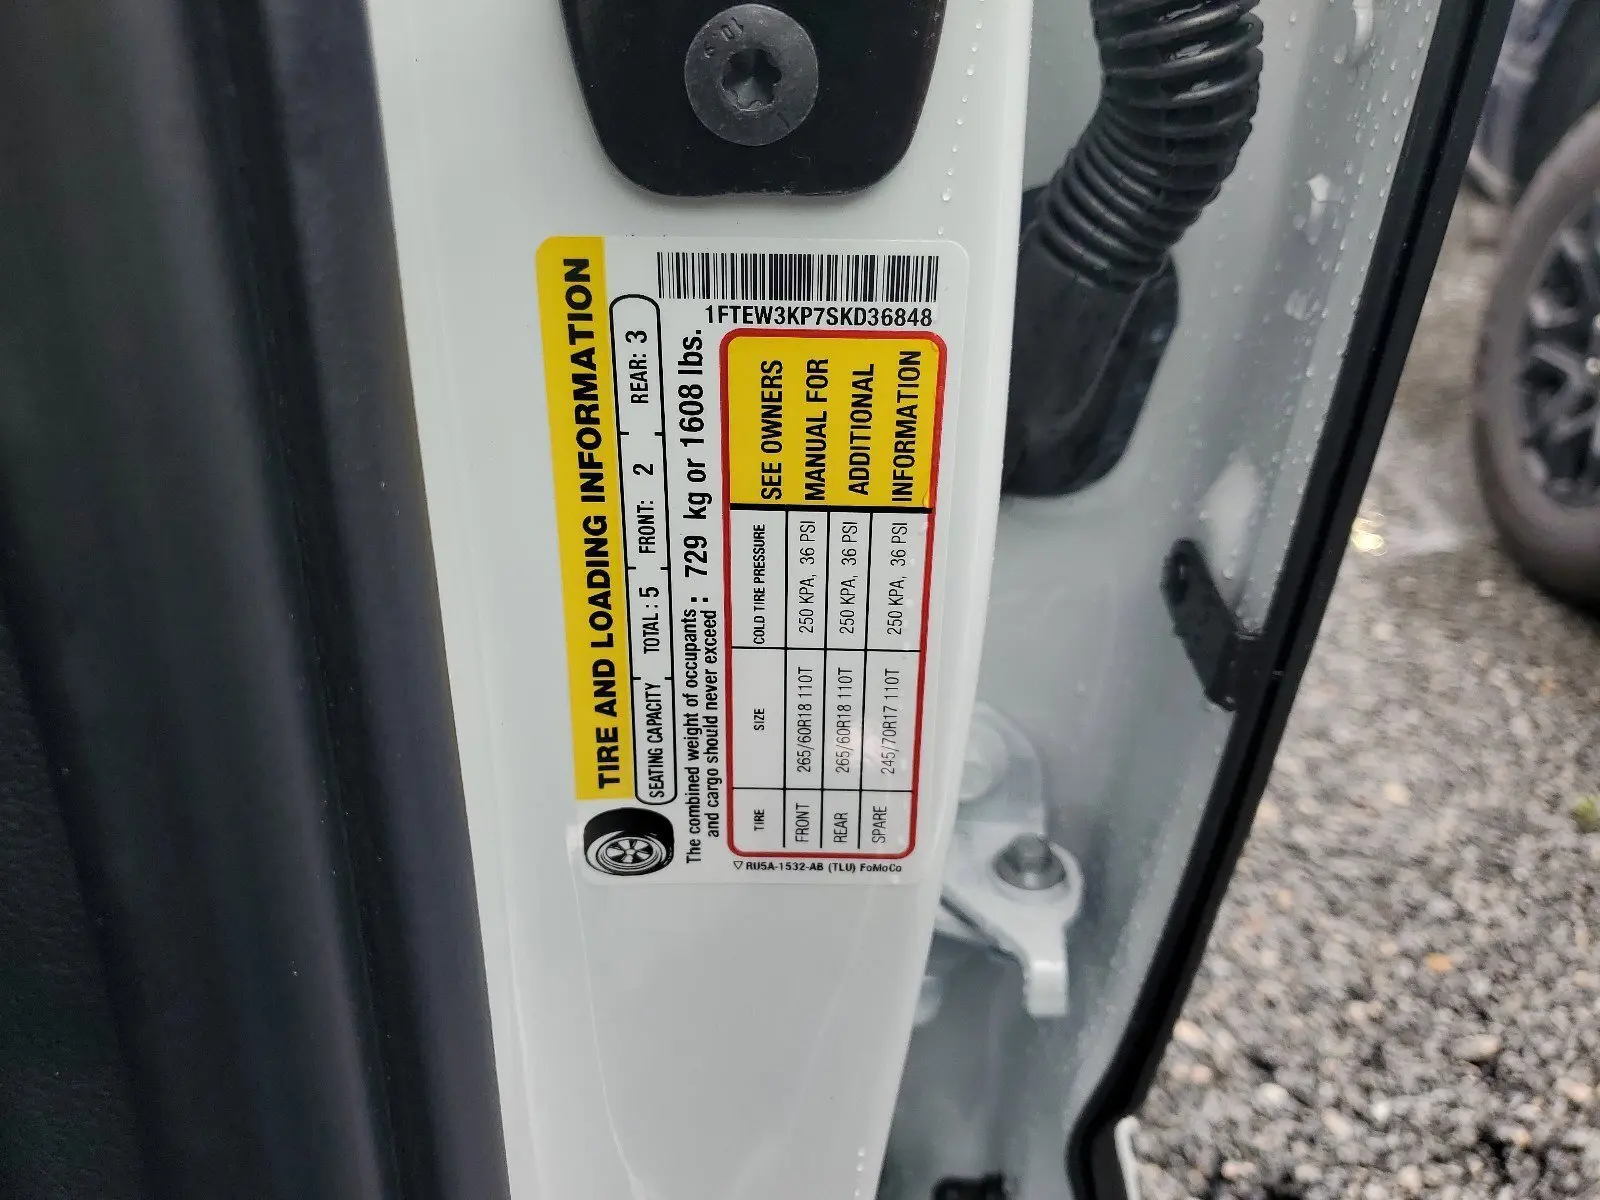 10.9
1FTEW3KP7SKD36848
TIRE AND LOADING INFORMATION
SEATING CAPACITY TOTAL: 5 FRONT: 2 REAR: 3
The combined weight of occupants
and cargo should never exceed : 729 kg or 1608 lbs.
TIRE SIZE COLD TIRE PRESSURE
FRONT 265/60R18 110T 250 KPA, 36 PSI
REAR 265/60R18 110T 250 KPA, 36 PSI
SPARE 245/70R17 110T 250 KPA, 36 PSI
SEE OWNERS
MANUAL FOR
ADDITIONAL
INFORMATION
▽ RU5A-1532-AB (TLU) FoMoCo